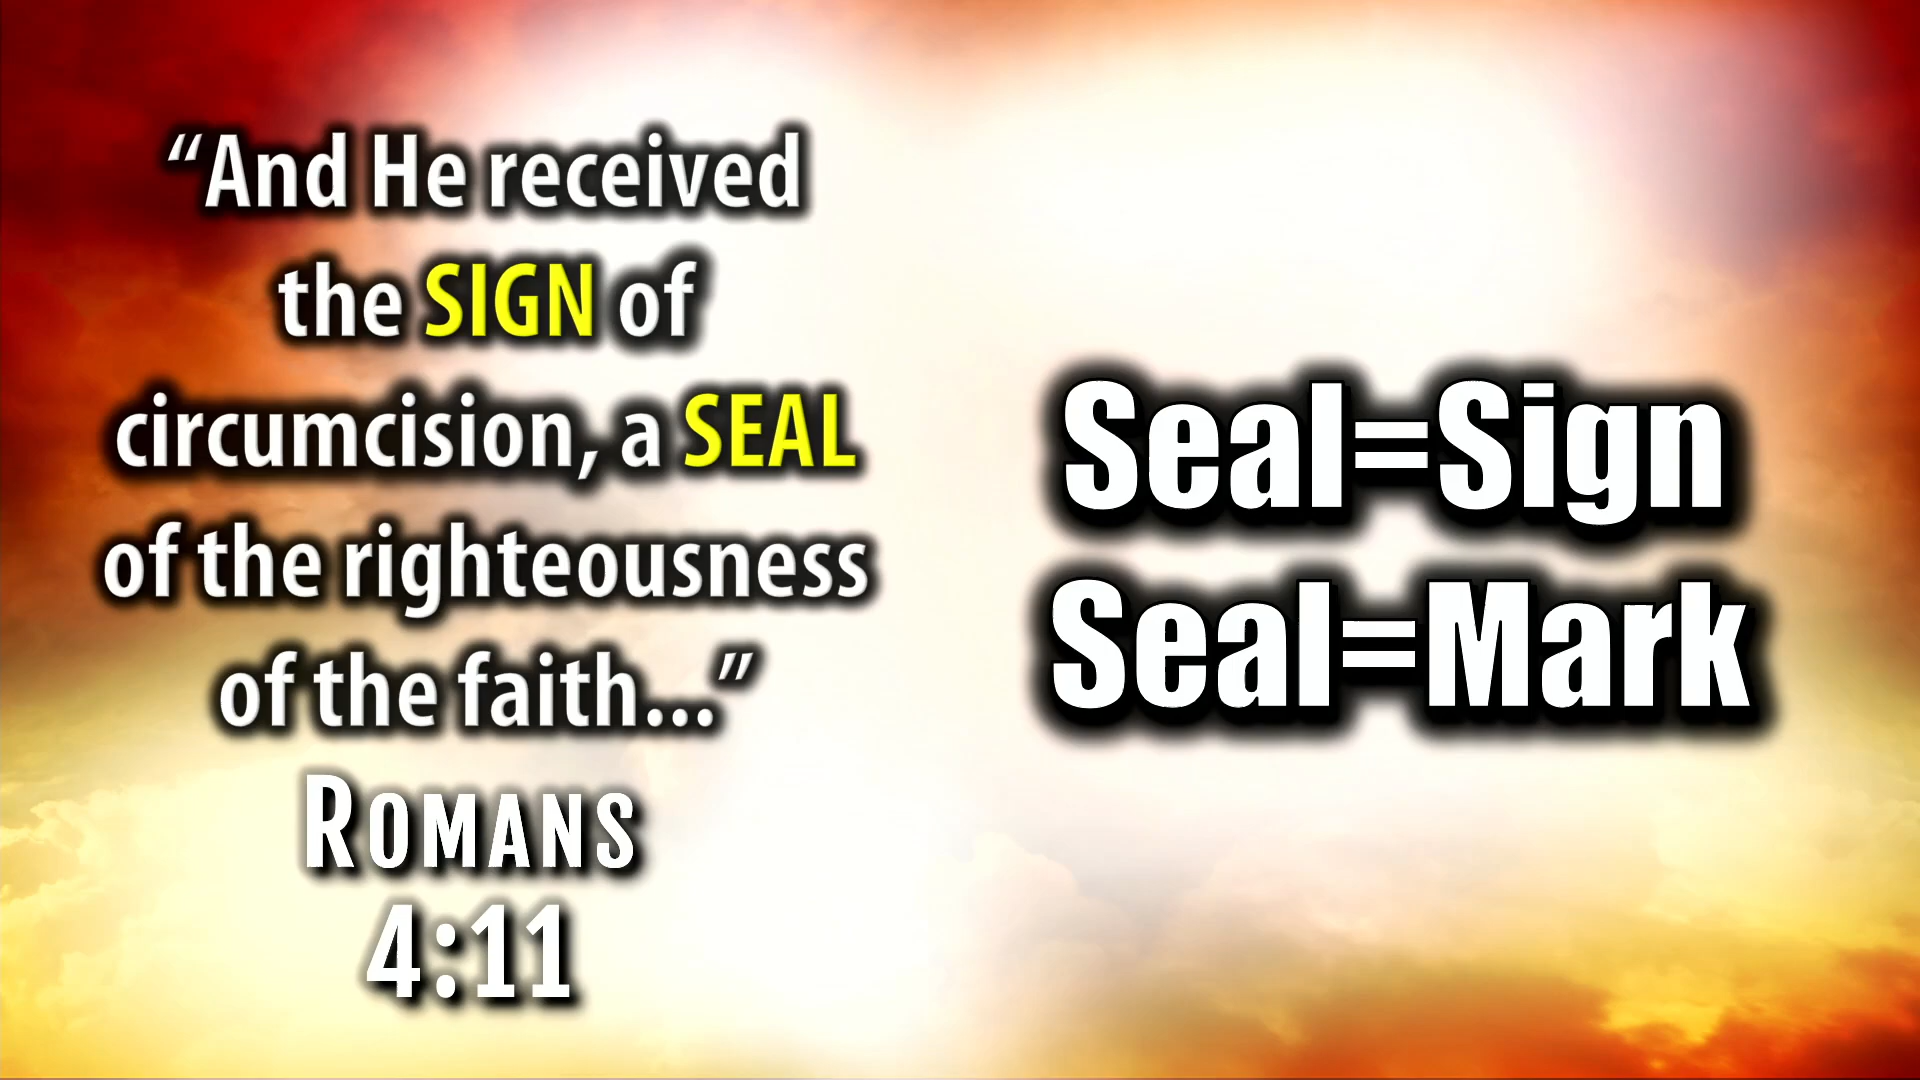 “And He received
the SIGN of
circumcision, a SEAL
of the righteousness
of the faith...”
ROMANS
4:11
Seal=Sign
Seal=Mark